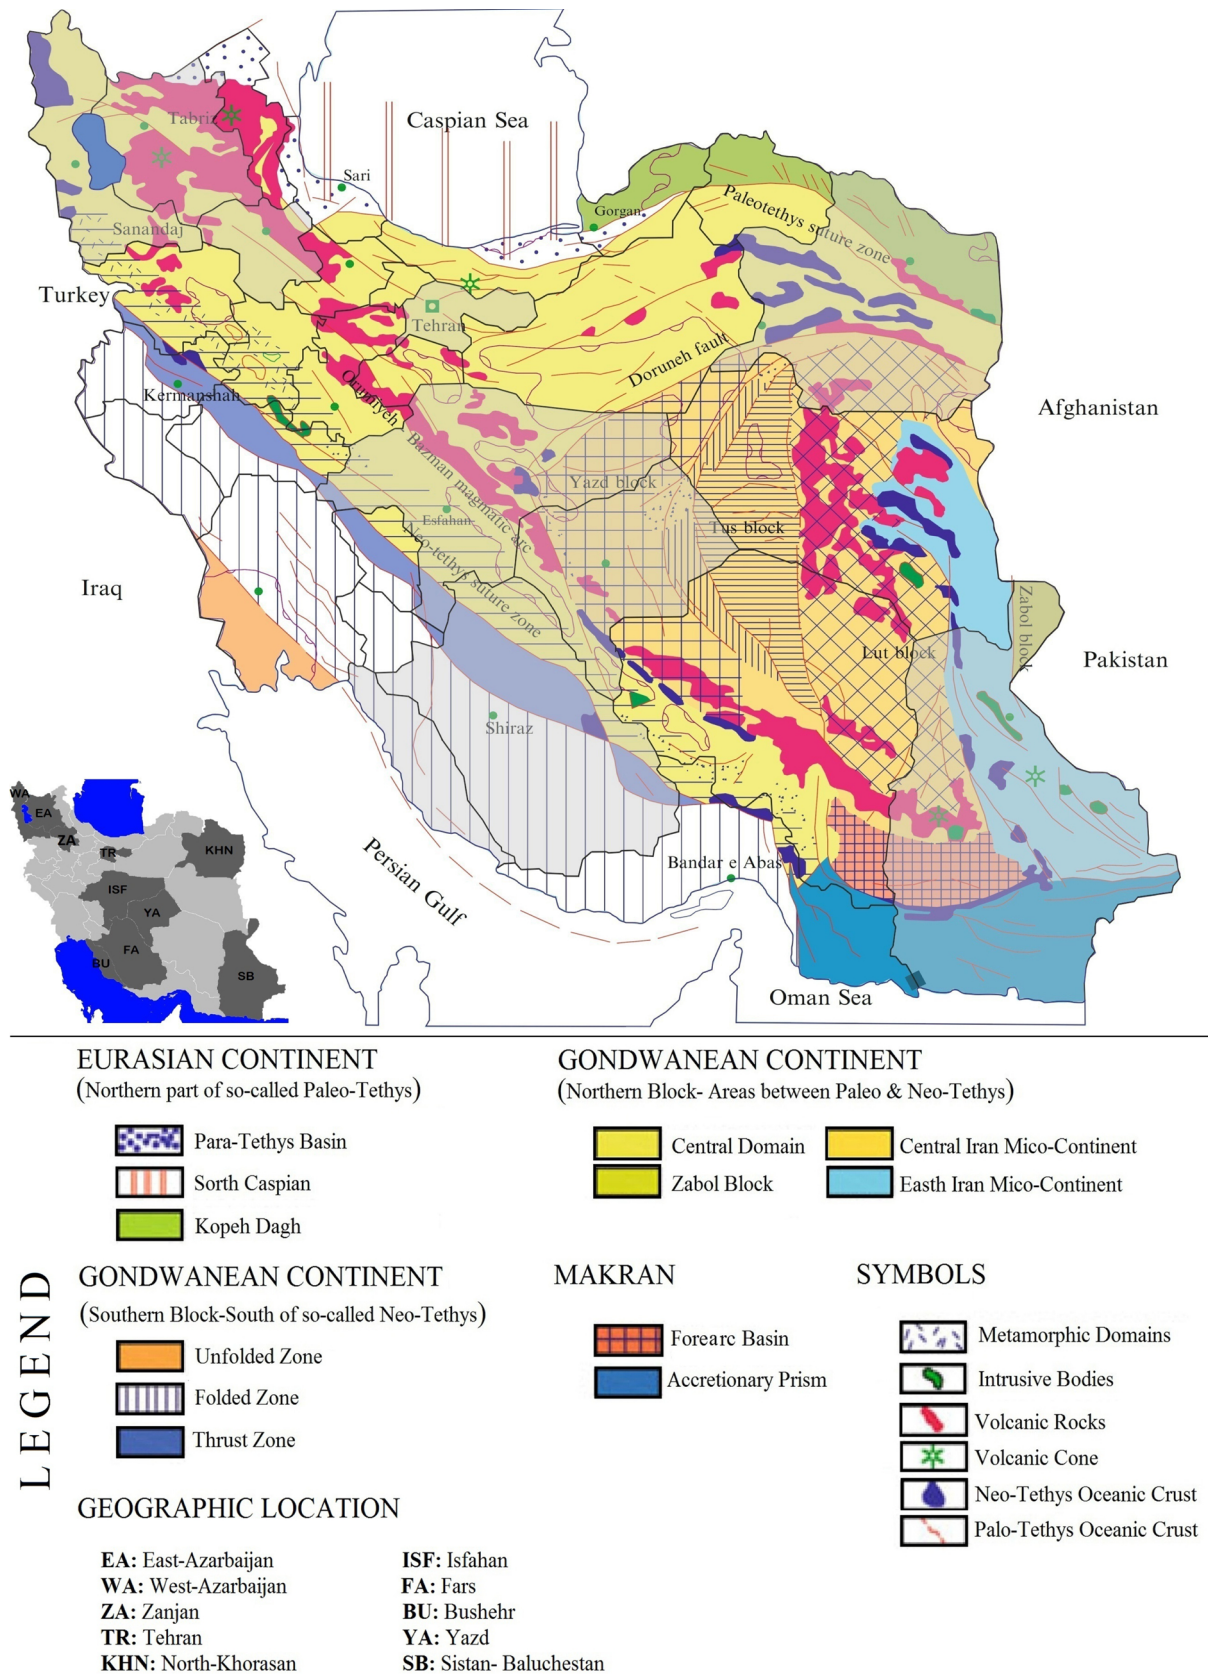 Caspian Sea
Tabriz
Sari
Gorgan
Paleotethys suture zone
Sanandaj
Turkey
Tehran
Doruneh fault
Kermanshah
Orumiyeh - Bazman magmatic arc
Afghanistan
Yazd block
Esfahan
Tus block
Neo-tethys suture zone
Iraq
Zabol block
Lut block
Pakistan
Shiraz
Persian Gulf
Bandar e Abas
Oman Sea
WA
EA
ZA
TR
KHN
ISF
YA
FA
BU
SB
LEGEND
EURASIAN CONTINENT
(Northern part of so-called Paleo-Tethys)
Para-Tethys Basin
Sorth Caspian
Kopeh Dagh
GONDWANEAN CONTINENT
(Northern Block- Areas between Paleo & Neo-Tethys)
Central Domain
Central Iran Mico-Continent
Zabol Block
Easth Iran Mico-Continent
GONDWANEAN CONTINENT
(Southern Block-South of so-called Neo-Tethys)
Unfolded Zone
Folded Zone
Thrust Zone
MAKRAN
Forearc Basin
Accretionary Prism
SYMBOLS
Metamorphic Domains
Intrusive Bodies
Volcanic Rocks
Volcanic Cone
Neo-Tethys Oceanic Crust
Palo-Tethys Oceanic Crust
GEOGRAPHIC LOCATION
EA: East-Azarbaijan
WA: West-Azarbaijan
ZA: Zanjan
TR: Tehran
KHN: North-Khorasan
ISF: Isfahan
FA: Fars
BU: Bushehr
YA: Yazd
SB: Sistan- Baluchestan